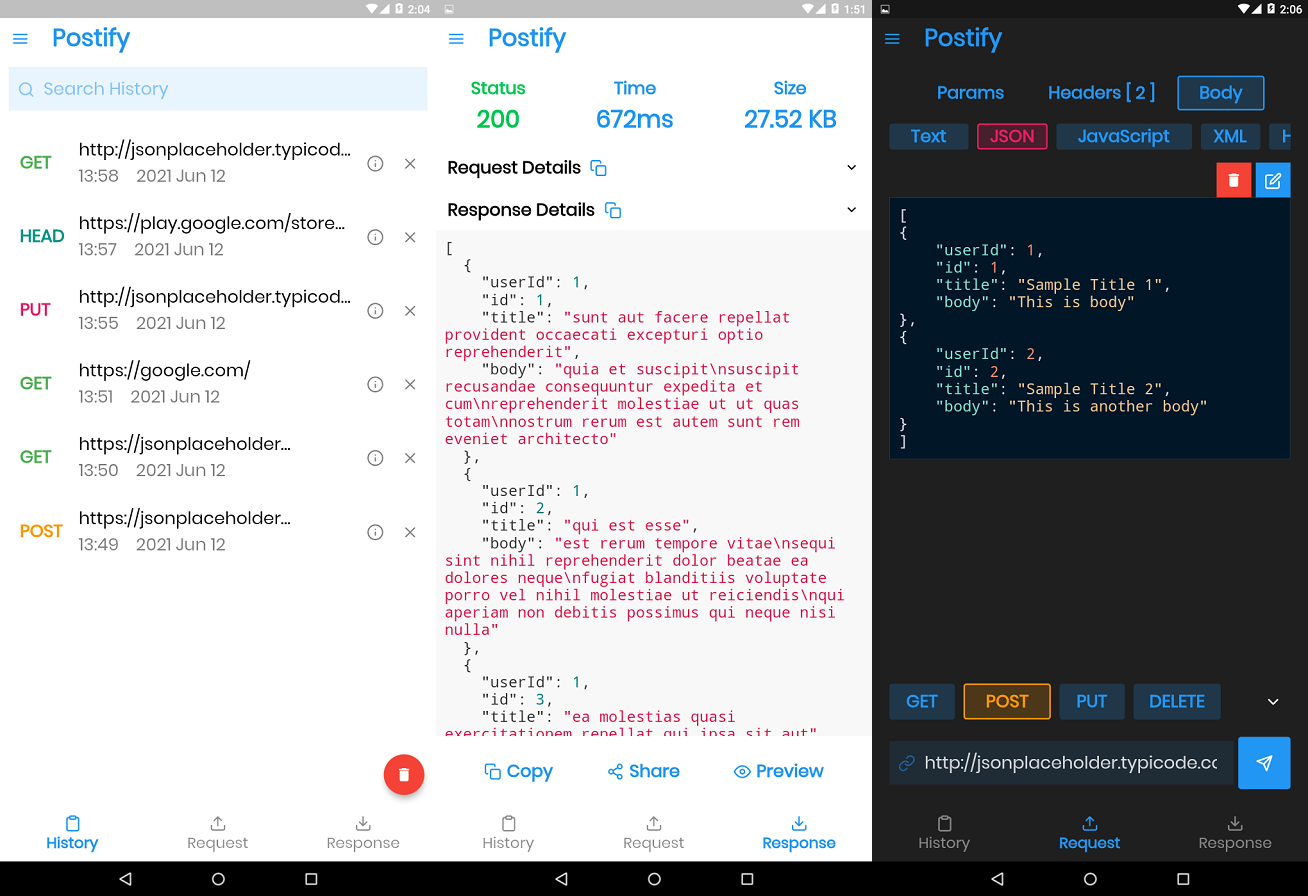 2:04
Postify
Search History
GET
http://jsonplaceholder.typicod...
13:58 2021 Jun 12
HEAD
https://play.google.com/store...
13:57 2021 Jun 12
PUT
http://jsonplaceholder.typicod...
13:55 2021 Jun 12
GET
https://google.com/
13:51 2021 Jun 12
GET
https://jsonplaceholder...
13:50 2021 Jun 12
POST
https://jsonplaceholder...
13:49 2021 Jun 12
History Request Response
1:51
Postify
Status Time Size
200 672ms 27.52 KB
Request Details
Response Details
[
{
"userId": 1,
"id": 1,
"title": "sunt aut facere repellat
provident occaecati excepturi optio
reprehenderit",
"body": "quia et suscipit\nsuscipit
recusandae consequuntur expedita et
cum\nreprehenderit molestiae ut ut quas
totam\nnostrum rerum est autem sunt rem
eveniet architecto"
},
{
"userId": 1,
"id": 2,
"title": "qui est esse",
"body": "est rerum tempore vitae\nsequi
sint nihil reprehenderit dolor beatae ea
dolores neque\nfugiat blanditiis voluptate
porro vel nihil molestiae ut reiciendis\nqui
aperiam non debitis possimus qui neque nisi
nulla"
},
{
"userId": 1,
"id": 3,
"title": "ea molestias quasi
exercitationem repellat qui ipsa sit aut"
Copy Share Preview
History Request Response
2:06
Postify
Params Headers [ 2 ] Body
Text JSON JavaScript XML H
[
{
"userId": 1,
"id": 1,
"title": "Sample Title 1",
"body": "This is body"
},
{
"userId": 2,
"id": 2,
"title": "Sample Title 2",
"body": "This is another body"
}
]
GET POST PUT DELETE
http://jsonplaceholder.typicode.cc
History Request Response